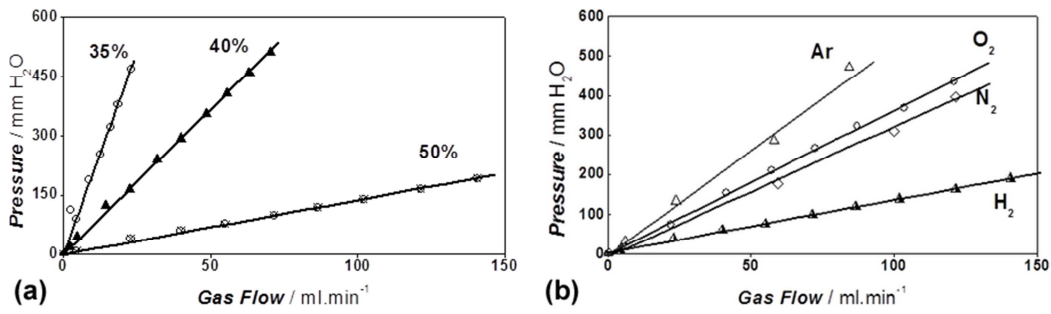 600
450
300
150
0
Pressure / mm H2O
35%
40%
50%
0
50
100
150
(a)
Gas Flow / ml.min-1
600
500
400
300
200
100
0
Pressure / mm H2O
Ar
O2
N2
H2
0
50
100
150
(b)
Gas Flow / ml.min-1